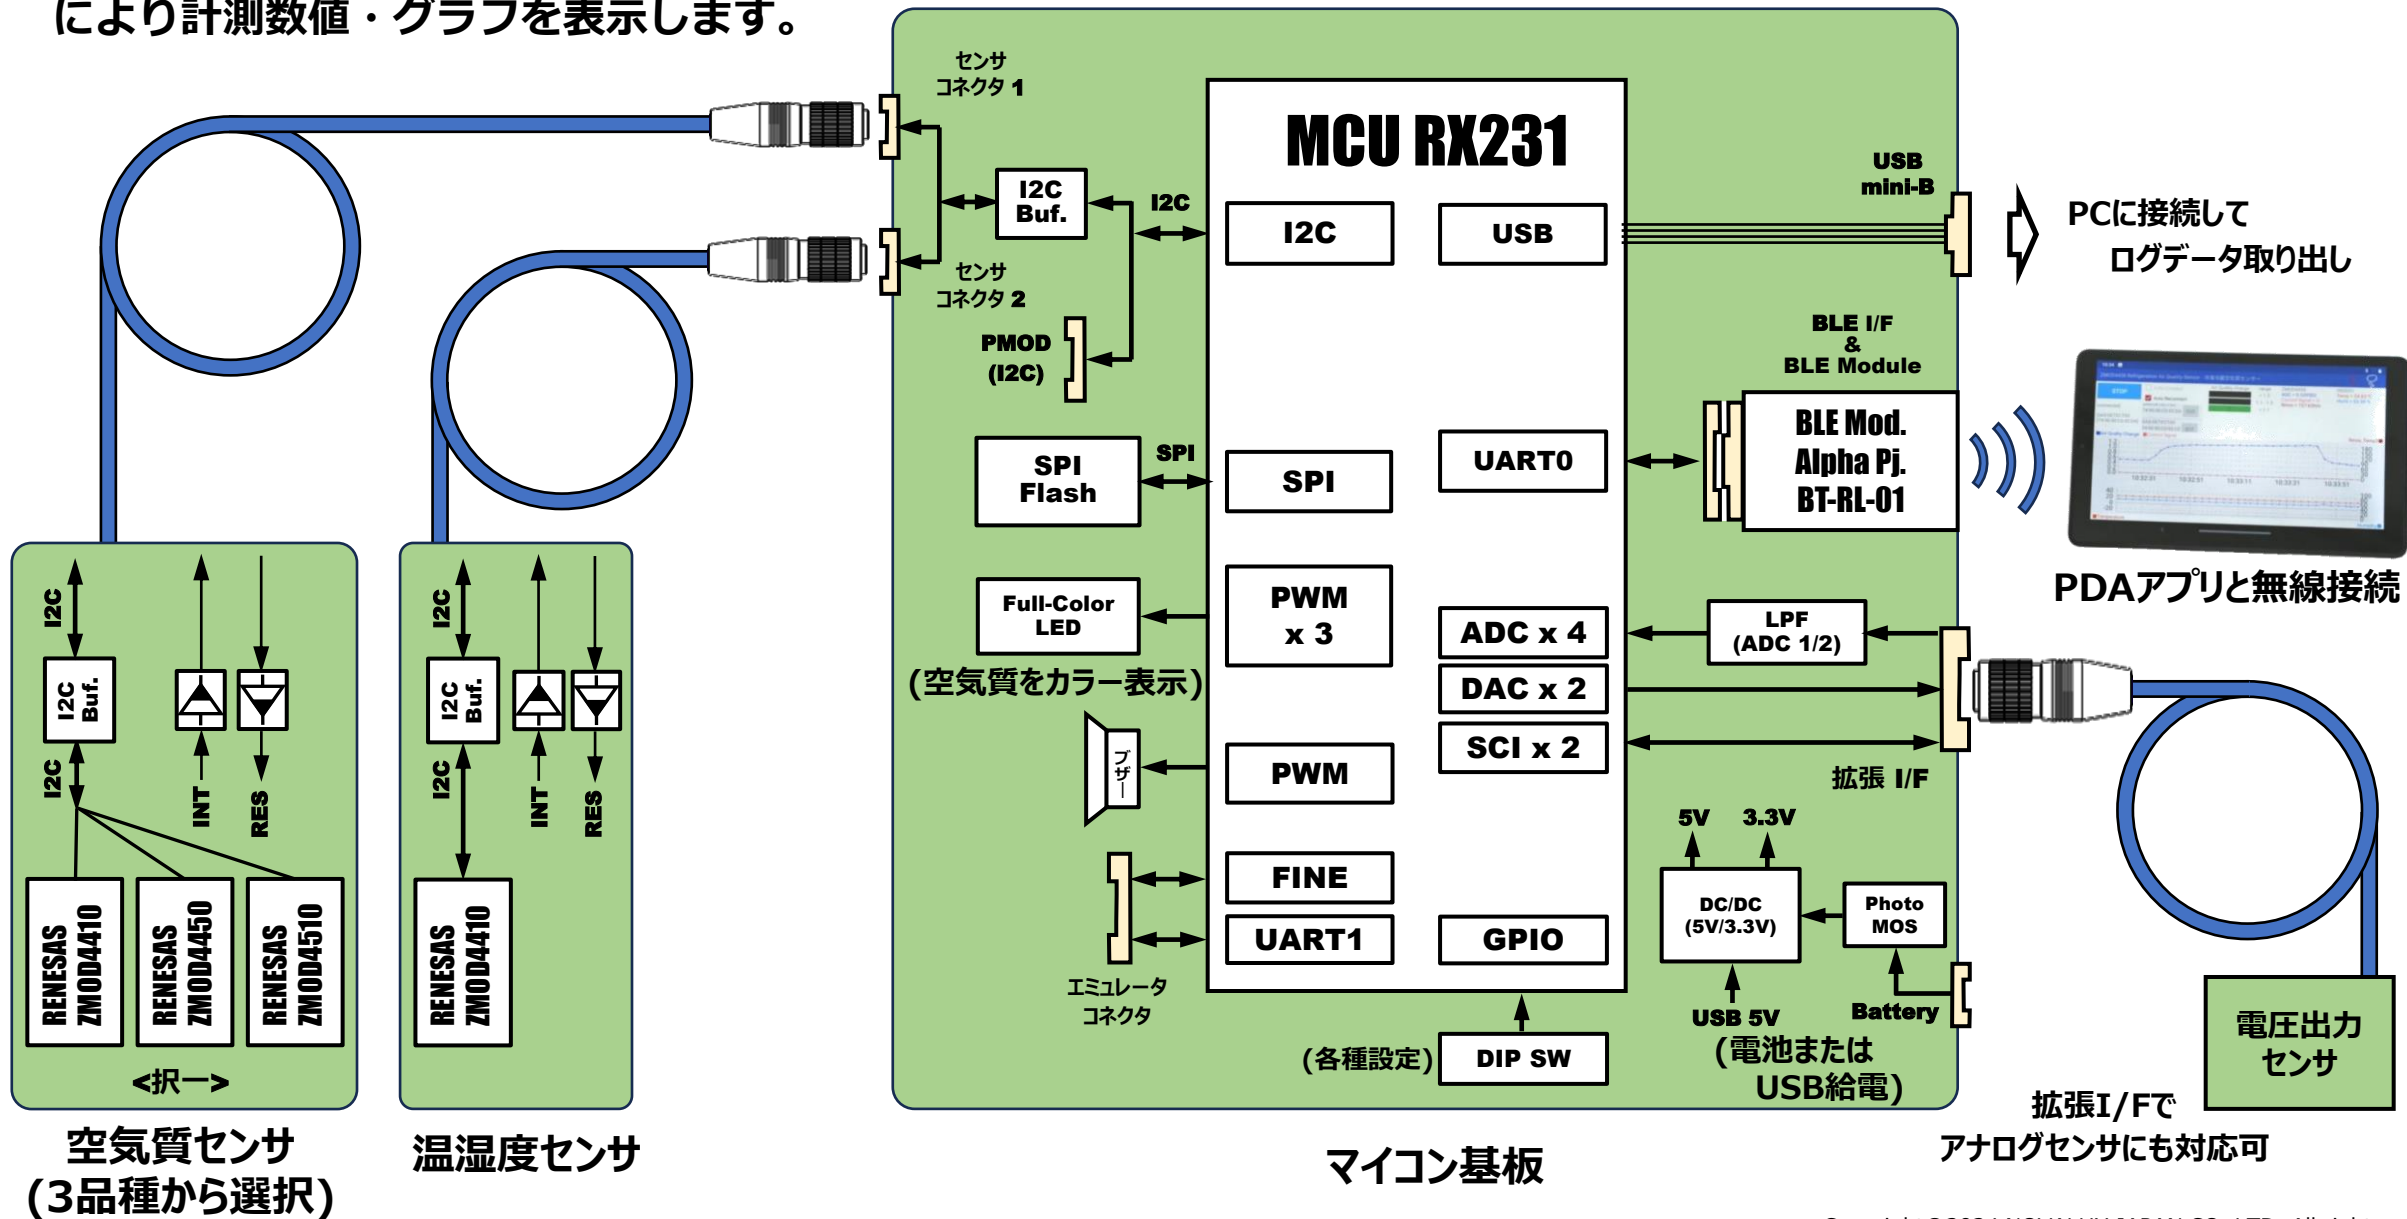 により計測数値・グラフを表示します。
センサ
コネクタ 1
MCU RX231
USB
mini-B
I2C
Buf.
I2C
I2C
USB
PCに接続して
ログデータ取り出し
センサ
コネクタ 2
PMOD
(I2C)
BLE I/F
&
BLE Module
BLE Mod.
Alpha Pj.
BT-RL-01
SPI
Flash
SPI
SPI
UART0
PDAアプリと無線接続
Full-Color
LED
(空気質をカラー表示)
PWM
x 3
ADC x 4
LPF
(ADC 1/2)
DAC x 2
SCI x 2
拡張 I/F
ブザー
PWM
5V
3.3V
FINE
UART1
GPIO
DC/DC
(5V/3.3V)
Photo
MOS
エミュレータ
コネクタ
USB 5V
Battery
(電池または
USB給電)
(各種設定)
DIP SW
電圧出力
センサ
拡張I/Fで
アナログセンサにも対応可
マイコン基板
I2C
I2C
Buf.
I2C
INT
RES
RENESAS
ZMOD4410
RENESAS
ZMOD4450
RENESAS
ZMOD4510
<択一>
空気質センサ
(3品種から選択)
I2C
I2C
Buf.
I2C
INT
RES
RENESAS
ZMOD4410
温湿度センサ